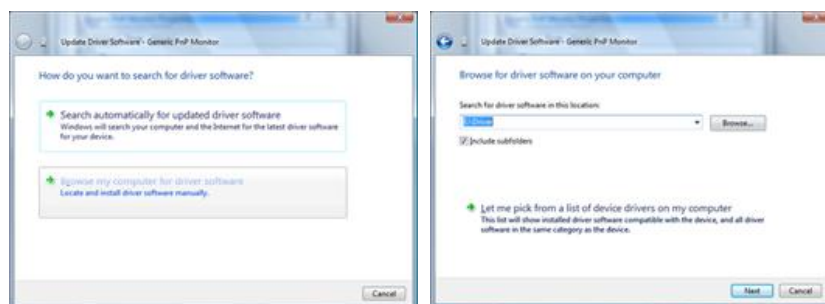 Update Driver Software - Generic PnP Monitor
How do you want to search for driver software?
Search automatically for updated driver software
Windows will search your computer and the Internet for the latest driver software
for your device.
Browse my computer for driver software
Locate and install driver software manually.
Cancel
Update Driver Software - Generic PnP Monitor
Browse for driver software on your computer
Search for driver software in this location:
Browse...
Include subfolders
Let me pick from a list of device drivers on my computer
This list will show installed driver software compatible with the device, and all driver
software in the same category as the device.
Next Cancel